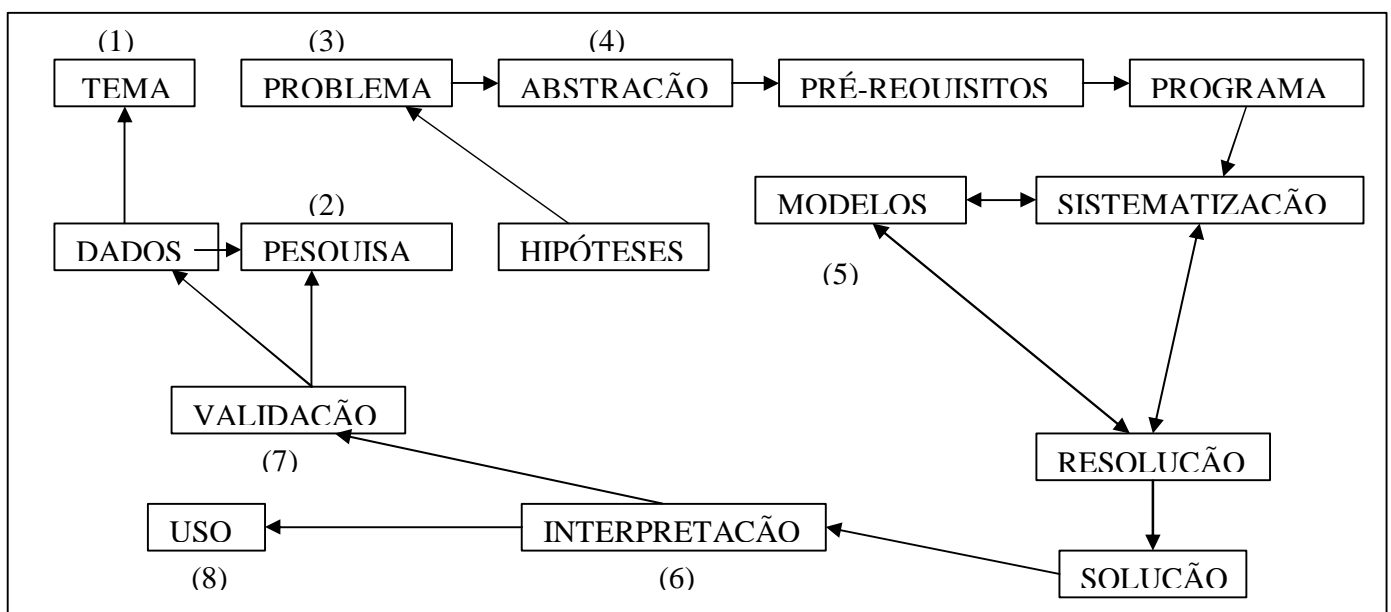 (1) (3) (4)
TEMA PROBLEMA ABSTRAÇÃO PRÉ-REQUISITOS PROGRAMA
(2) MODELOS SISTEMATIZAÇÃO
DADOS PESQUISA HIPÓTESES (5)
VALIDAÇÃO
(7) RESOLUÇÃO
USO INTERPRETAÇÃO
(8) (6) SOLUÇÃO